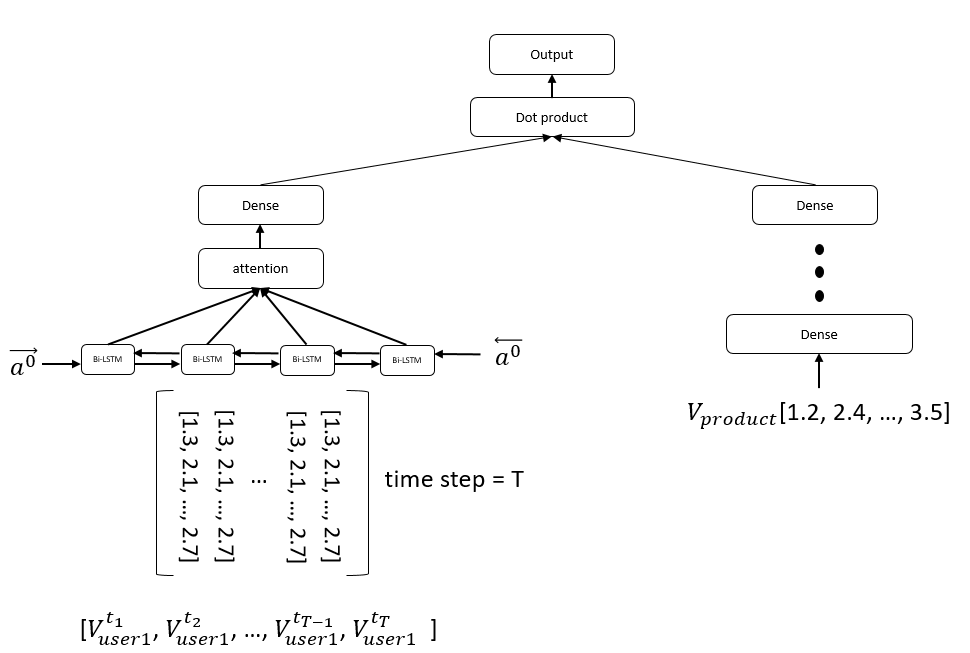 Output
Dot product
Dense
Dense
attention
Dense
$\overrightarrow{a^0}$
Bi-LSTM
Bi-LSTM
Bi-LSTM
Bi-LSTM
$\overleftarrow{a^0}$
$V_{product}$[1.2, 2.4, ..., 3.5]
[1.3, 2.1, ..., 2.7]
[1.3, 2.1, ..., 2.7]
...
[1.3, 2.1, ..., 2.7]
[1.3, 2.1, ..., 2.7]
time step = T
$[V_{user1}^{t_1}, V_{user1}^{t_2}, ..., V_{user1}^{t_{T-1}}, V_{user1}^{t_T}]$